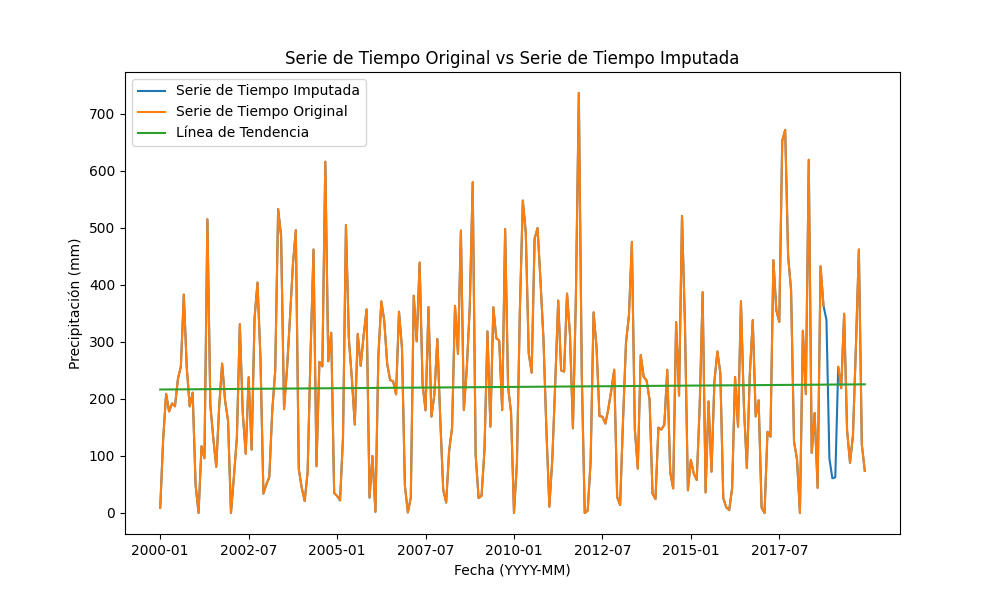 Serie de Tiempo Original vs Serie de Tiempo Imputada
Serie de Tiempo Imputada
Serie de Tiempo Original
Línea de Tendencia
700
600
500
400
300
200
100
0
Precipitación (mm)
2000-01 2002-07 2005-01 2007-07 2010-01 2012-07 2015-01 2017-07
Fecha (YYYY-MM)